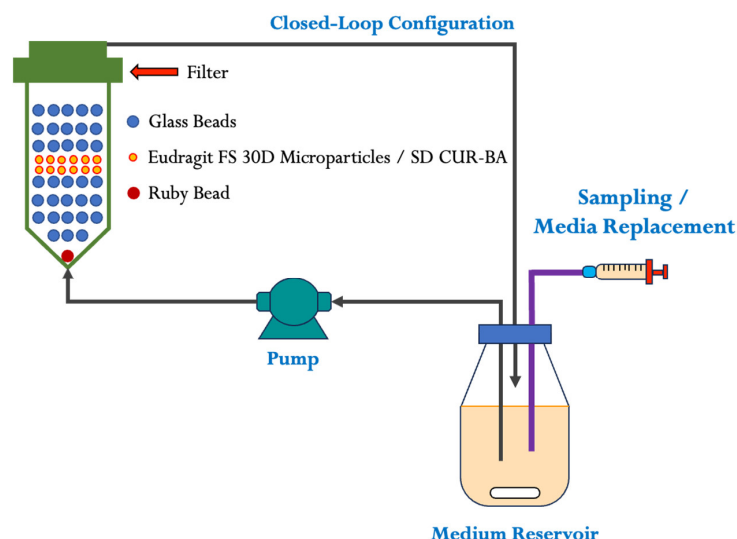 Closed-Loop Configuration
Filter
Glass Beads
Eudragit FS 30D Microparticles / SD CUR-BA
Ruby Bead
Sampling /
Media Replacement
Pump
Medium Reservoir